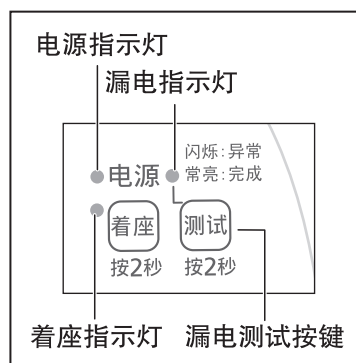 电源指示灯
漏电指示灯
闪烁:异常
电源
常亮:完成
着座
测试
按2秒
按2秒
着座指示灯
漏电测试按键